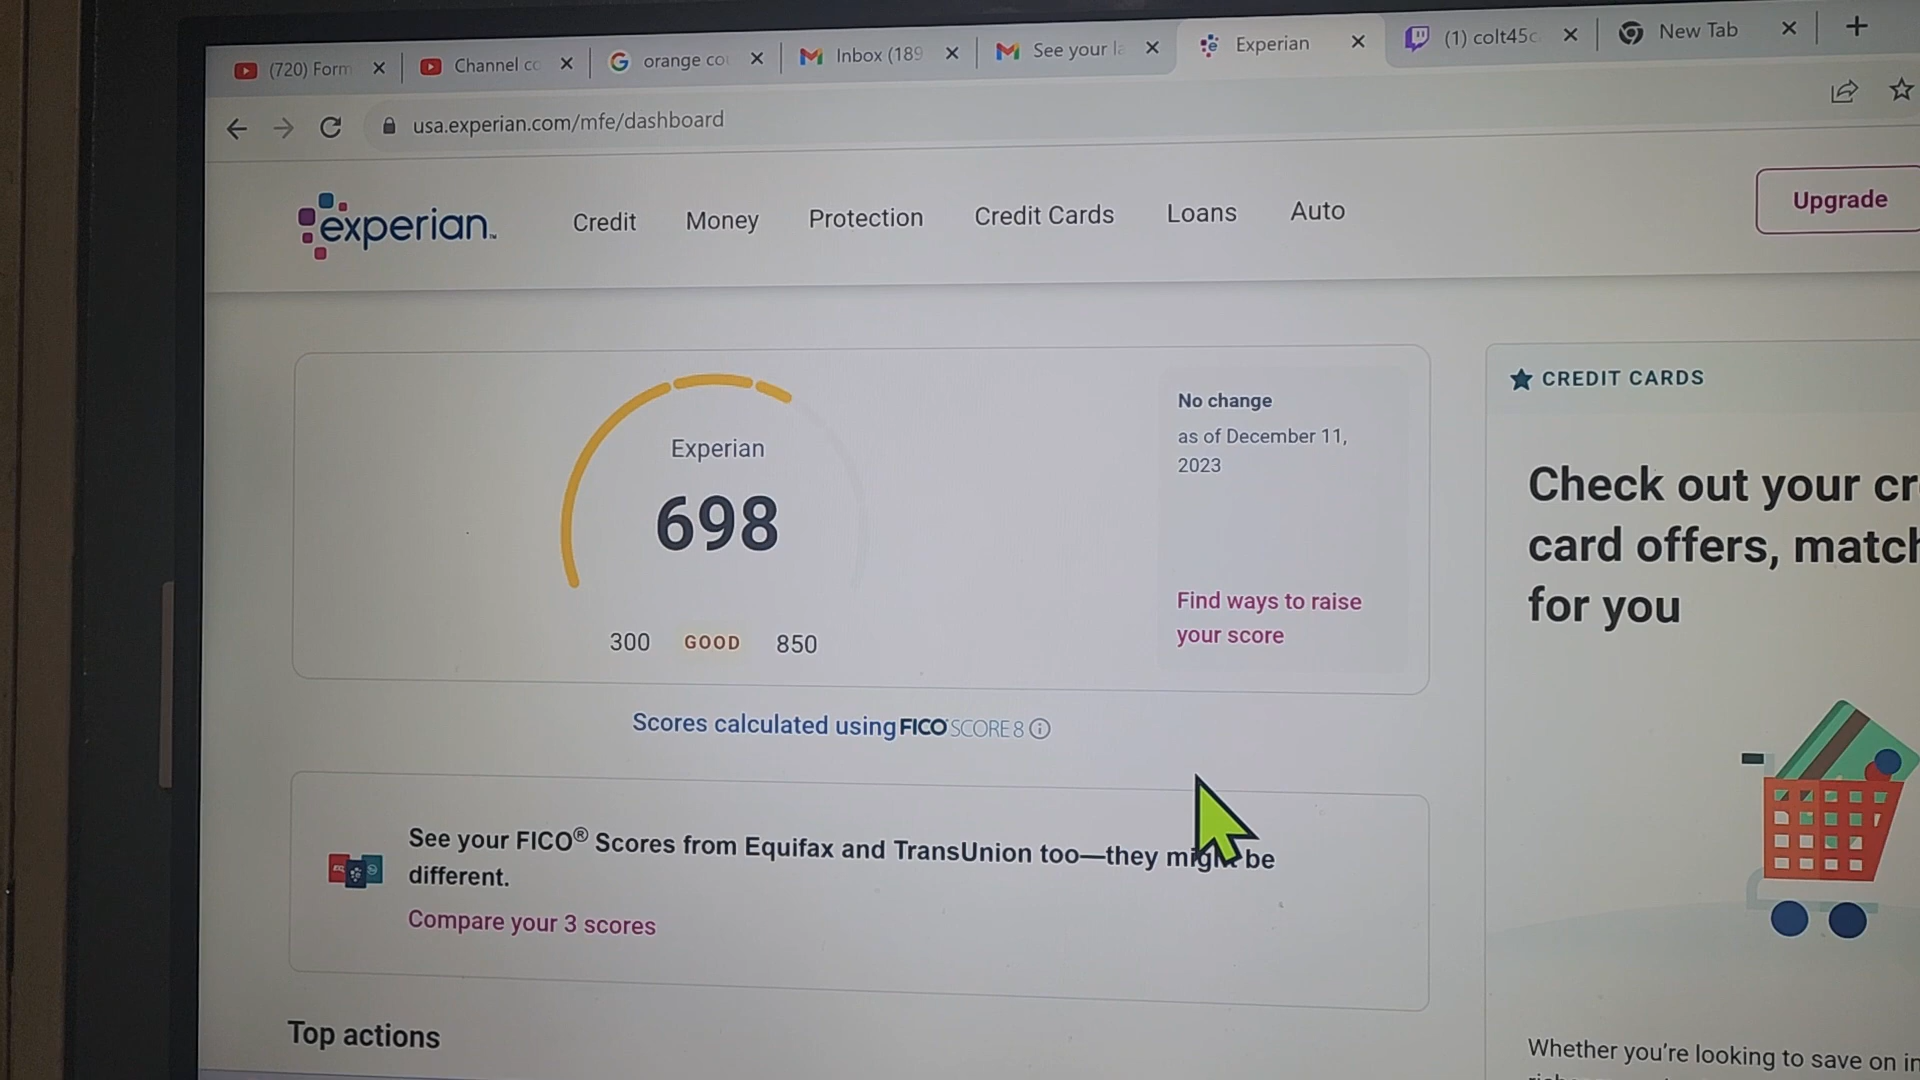 (720) Form
Channel co
orange cou
Inbox (189
See your la
Experian
(1) colt45c
New Tab
usa.experian.com/mfe/dashboard
experian™
Credit
Money
Protection
Credit Cards
Loans
Auto
Upgrade
Experian
698
300
GOOD
850
No change
as of December 11,
2023
Find ways to raise
your score
Scores calculated using FICO SCORE 8
See your FICO® Scores from Equifax and TransUnion too—they might be
different.
Compare your 3 scores
Top actions
CREDIT CARDS
Check out your cr
card offers, match
for you
Whether you're looking to save on in